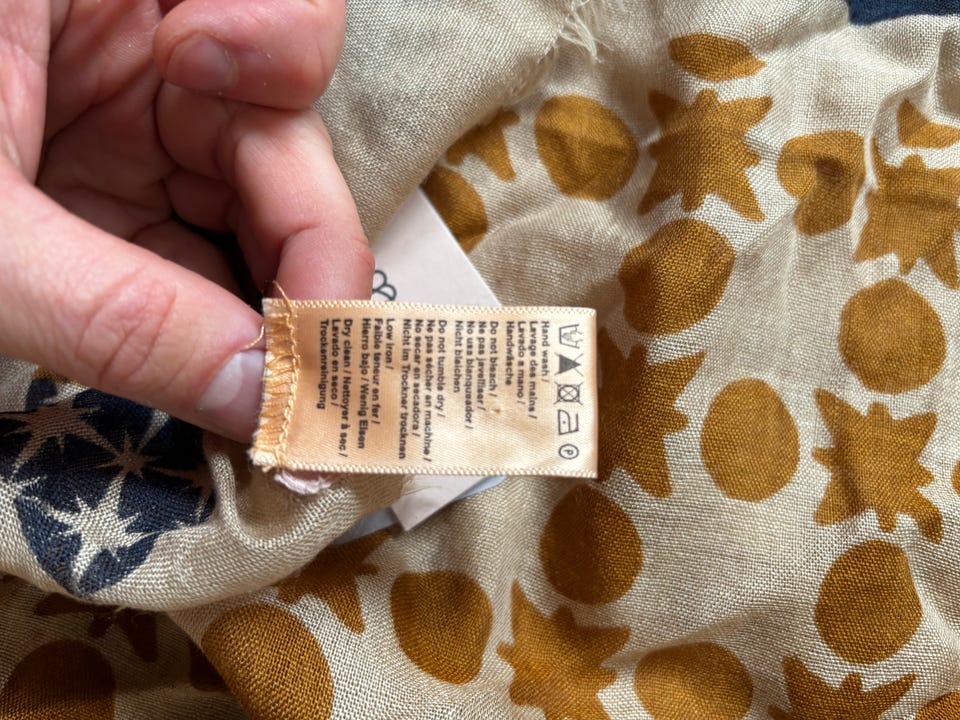 P
Hand wash /
Lavage des mains /
Lavado a mano /
Handwäsche
Do not bleach /
Ne pas javelliser /
No usa blanqueador /
Nicht bleichen
Do not tumble dry /
Ne pas sécher en machine /
No secar en secadora /
Nicht im Trockner trocknen
Low iron /
Faible teneur en fer /
Hierro bajo / Wenig Eisen
Dry clean / Nettoyer à sec /
Lavado en seco /
Trockenreinigung